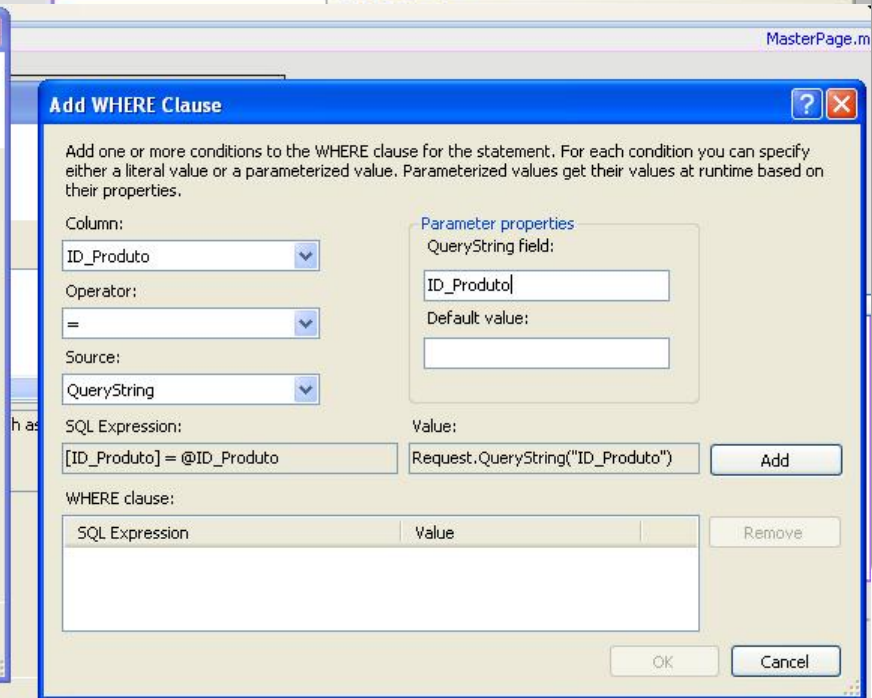 MasterPage.m
Add WHERE Clause
Add one or more conditions to the WHERE clause for the statement. For each condition you can specify
either a literal value or a parameterized value. Parameterized values get their values at runtime based on
their properties.
Column:
ID_Produto
Operator:
=
Source:
QueryString
Parameter properties
QueryString field:
ID_Produto
Default value:
h as
SQL Expression:
[ID_Produto] = @ID_Produto
Value:
Request.QueryString("ID_Produto")
Add
WHERE clause:
SQL Expression
Value
Remove
OK
Cancel